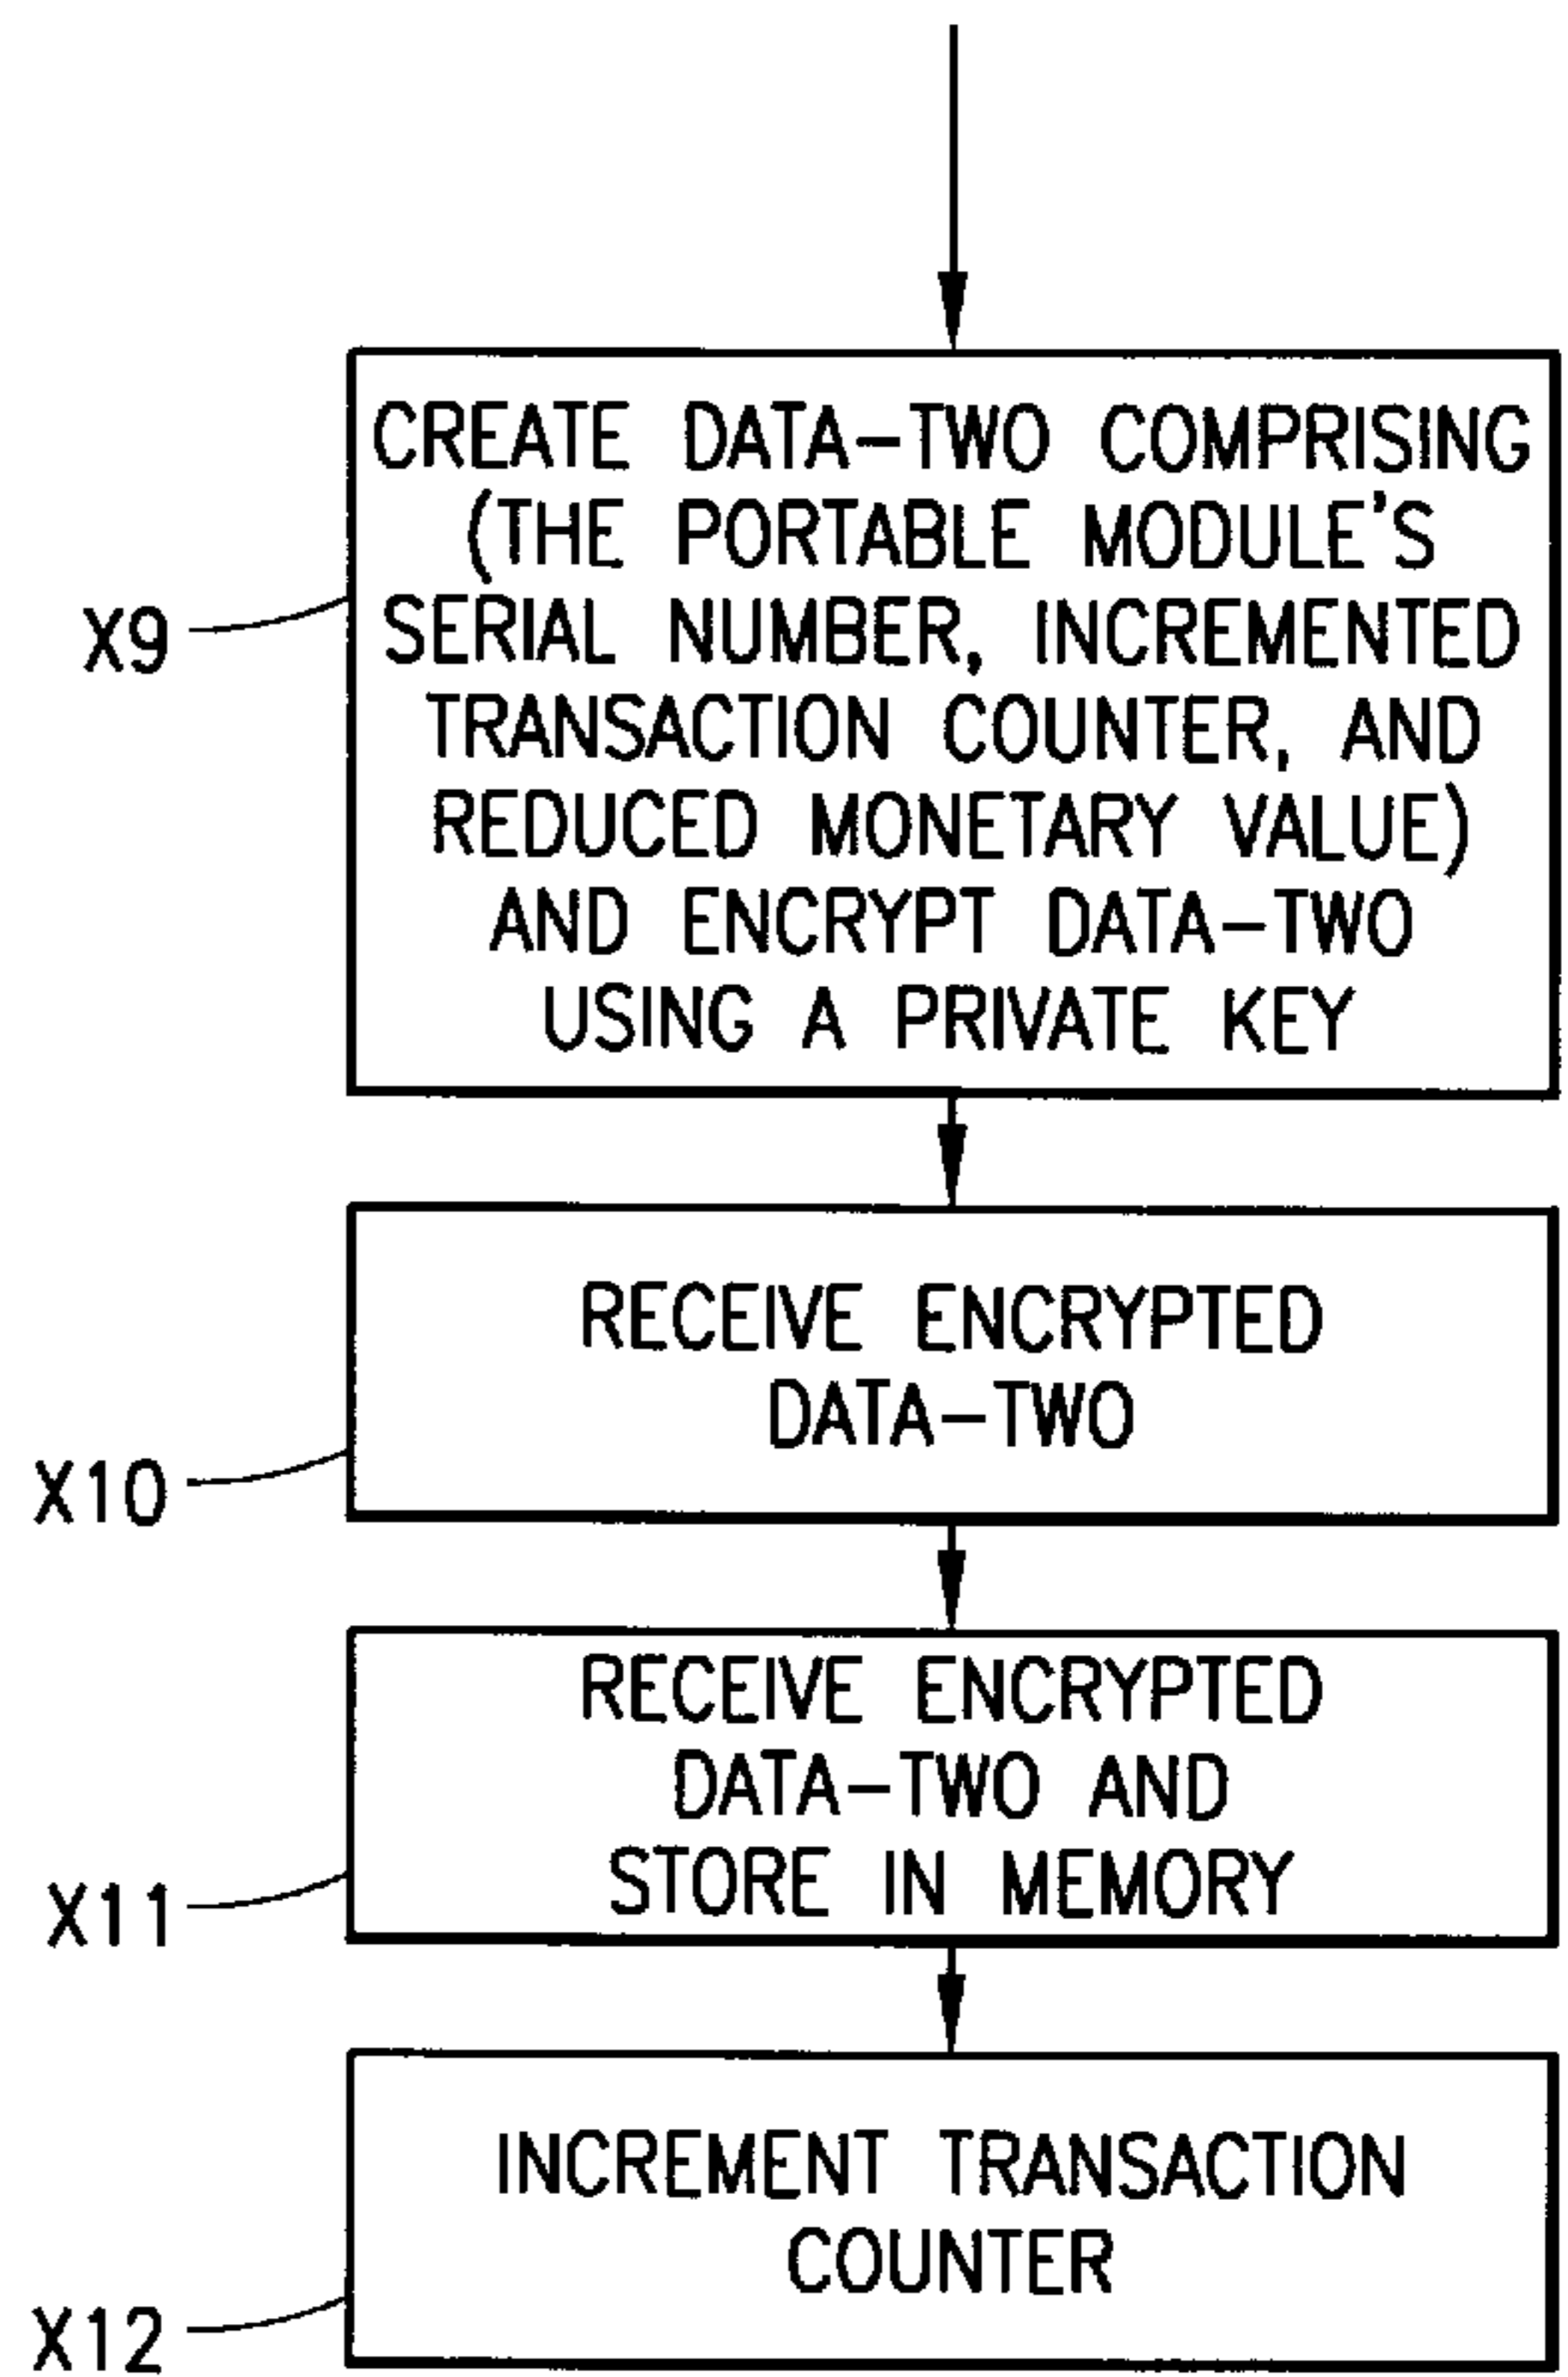 CREATE DATA-TWO COMPRISING
(THE PORTABLE MODULE'S
SERIAL NUMBER, INCREMENTED
TRANSACTION COUNTER, AND
REDUCED MONETARY VALUE)
AND ENCRYPT DATA-TWO
USING A PRIVATE KEY
X9
RECEIVE ENCRYPTED
DATA-TWO
X10
RECEIVE ENCRYPTED
DATA-TWO AND
STORE IN MEMORY
X11
INCREMENT TRANSACTION
COUNTER
X12